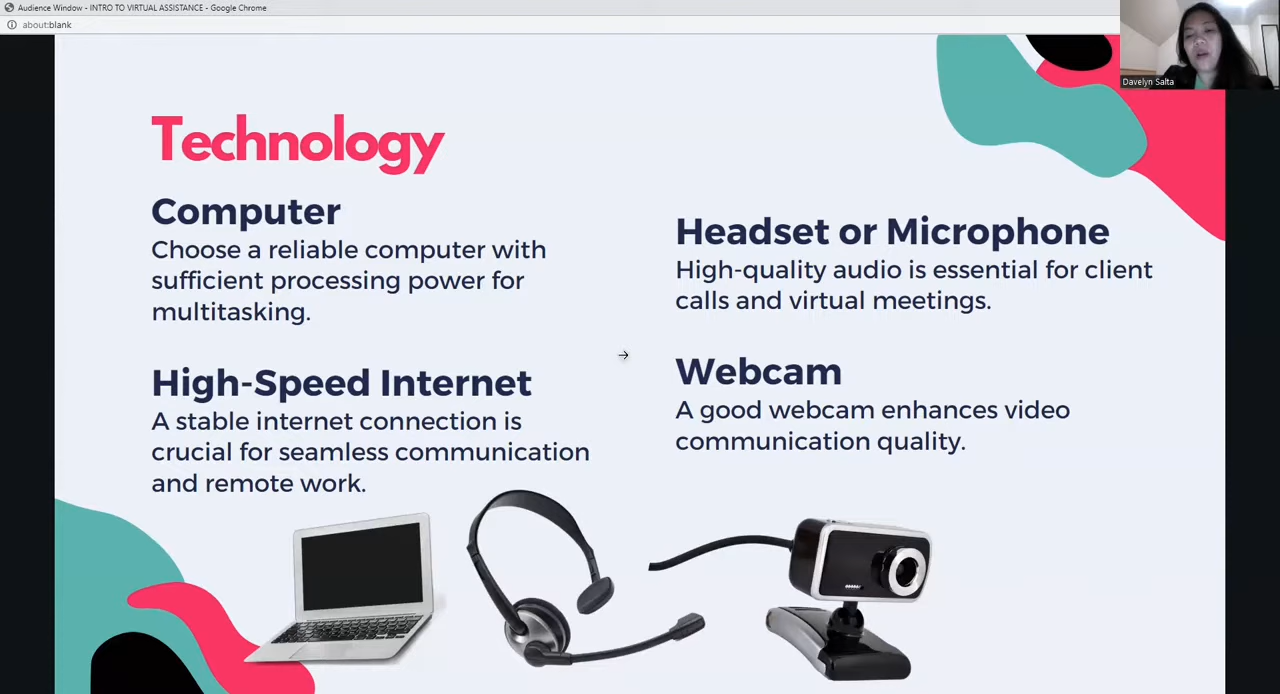 Audience Window - INTRO TO VIRTUAL ASSISTANCE - Google Chrome
about:blank
Davelyn Salta
Technology
Computer
Choose a reliable computer with
sufficient processing power for
multitasking.
High-Speed Internet
A stable internet connection is
crucial for seamless communication
and remote work.
Headset or Microphone
High-quality audio is essential for client
calls and virtual meetings.
Webcam
A good webcam enhances video
communication quality.